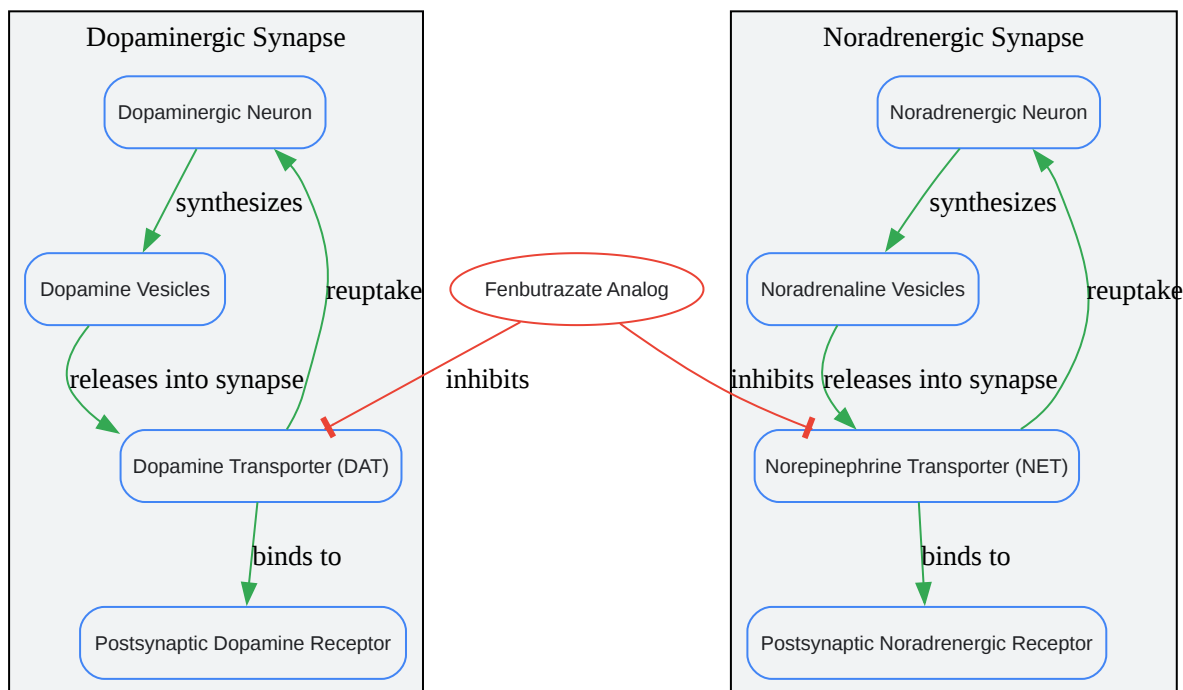 Dopaminergic Synapse
Dopaminergic Neuron
synthesizes
Dopamine Vesicles
reuptake
releases into synapse
Dopamine Transporter (DAT)
binds to
Postsynaptic Dopamine Receptor
Fenbutrazate Analog
inhibits
inhibits
Noradrenergic Synapse
Noradrenergic Neuron
synthesizes
Noradrenaline Vesicles
reuptake
releases into synapse
Norepinephrine Transporter (NET)
binds to
Postsynaptic Noradrenergic Receptor